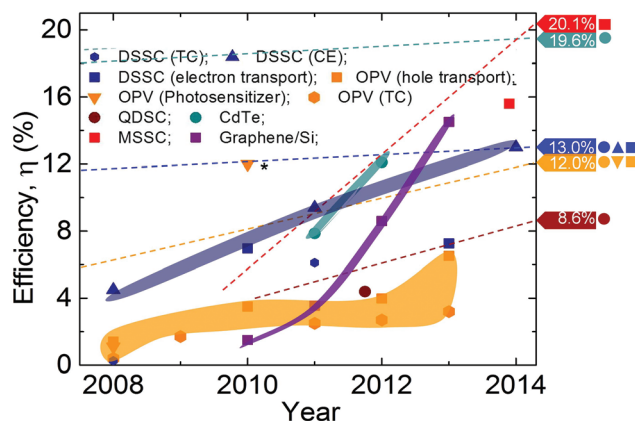 20
16
12
8
4
0
Efficiency, η (%)
DSSC (TC); DSSC (CE);
DSSC (electron transport); OPV (hole transport);
OPV (Photosensitizer); OPV (TC)
QDSC; CdTe;
MSSC; Graphene/Si;
*
20.1%
19.6%
13.0%
12.0%
8.6%
2008 2010 2012 2014
Year